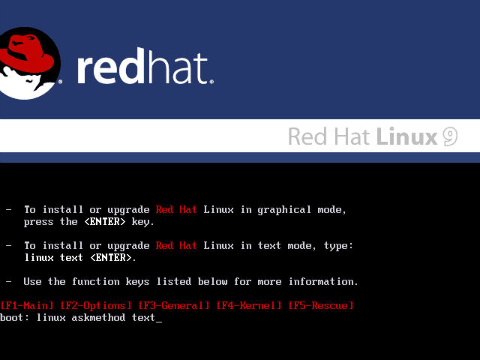 redhat.
Red Hat Linux 9
- To install or upgrade Red Hat Linux in graphical mode,
press the <ENTER> key.
- To install or upgrade Red Hat Linux in text mode, type:
linux text <ENTER>.
- Use the function keys listed below for more information.
[F1-Main] [F2-Options] [F3-General] [F4-Kernel] [F5-Rescue]
boot: linux askmethod text_